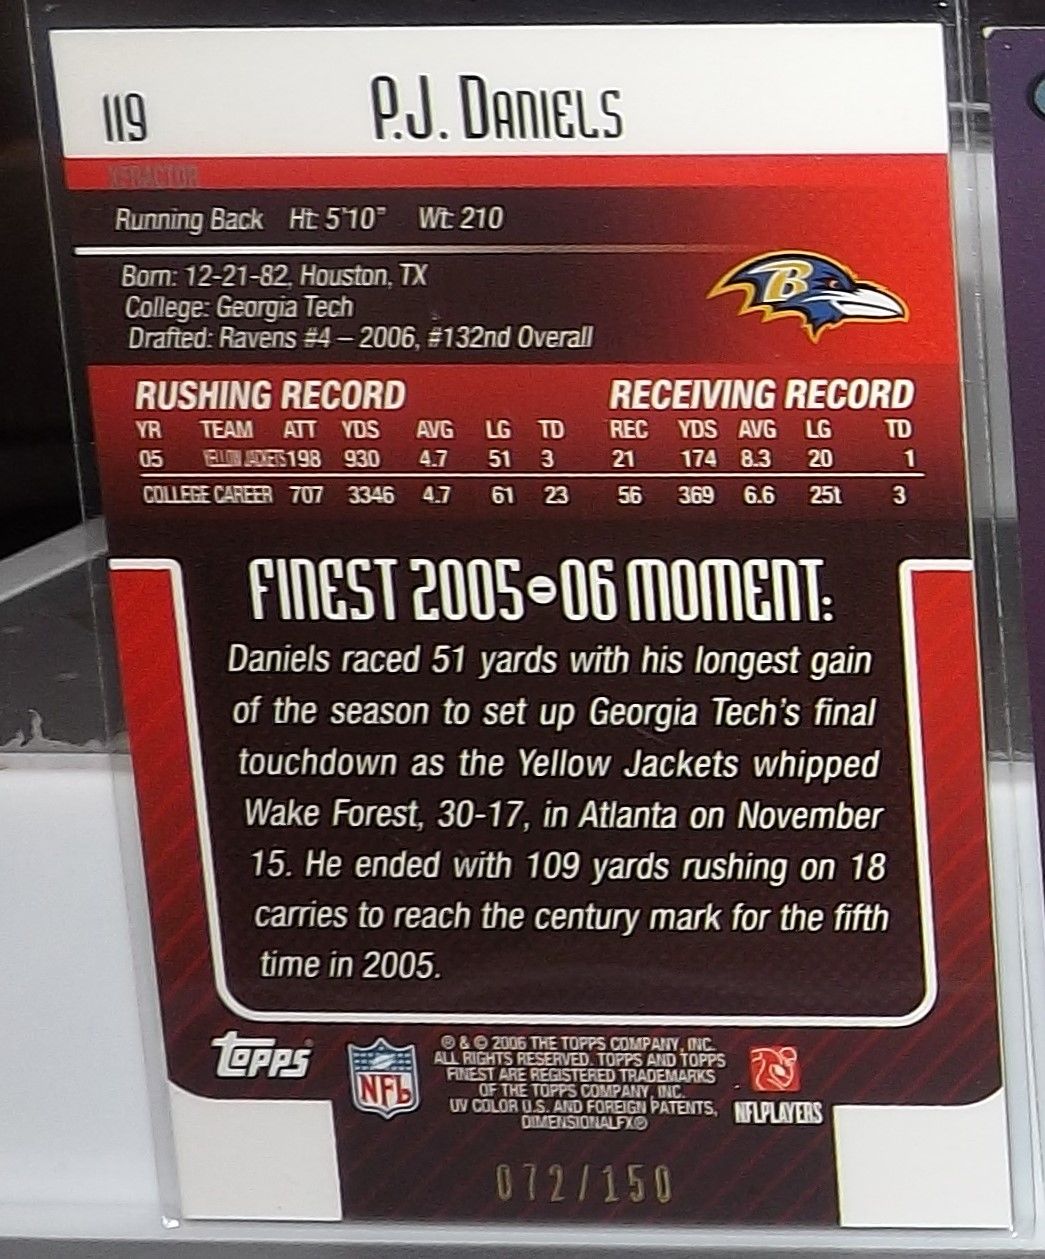 119 P.J. DANIELS
XFRACTOR
Running Back Ht: 5'10" Wt: 210
Born: 12-21-82, Houston, TX
College: Georgia Tech
Drafted: Ravens #4 – 2006, #132nd Overall
B
RUSHING RECORD RECEIVING RECORD
YR TEAM ATT YDS AVG LG TD REC YDS AVG LG TD
05 YELLOW JACKETS 198 930 4.7 51 3 21 174 8.3 20 1
COLLEGE CAREER 707 3346 4.7 61 23 56 369 6.6 25t 3
FINEST 2005-06 MOMENT:
Daniels raced 51 yards with his longest gain
of the season to set up Georgia Tech's final
touchdown as the Yellow Jackets whipped
Wake Forest, 30-17, in Atlanta on November
15. He ended with 109 yards rushing on 18
carries to reach the century mark for the fifth
time in 2005.
topps
NFL
® & © 2006 THE TOPPS COMPANY, INC.
ALL RIGHTS RESERVED. TOPPS AND TOPPS
FINEST ARE REGISTERED TRADEMARKS
OF THE TOPPS COMPANY, INC.
UV COLOR U.S. AND FOREIGN PATENTS,
DIMENSIONALFX®
NFLPLAYERS
072/150